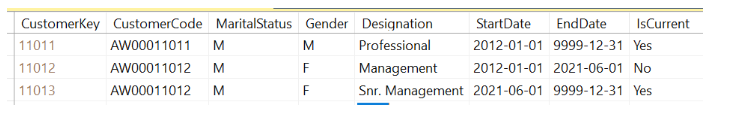 CustomerKey CustomerCode MaritalStatus Gender Designation StartDate EndDate IsCurrent
11011 AW00011011 M M Professional 2012-01-01 9999-12-31 Yes
11012 AW00011012 M F Management 2012-01-01 2021-06-01 No
11013 AW00011012 M F Snr. Management 2021-06-01 9999-12-31 Yes